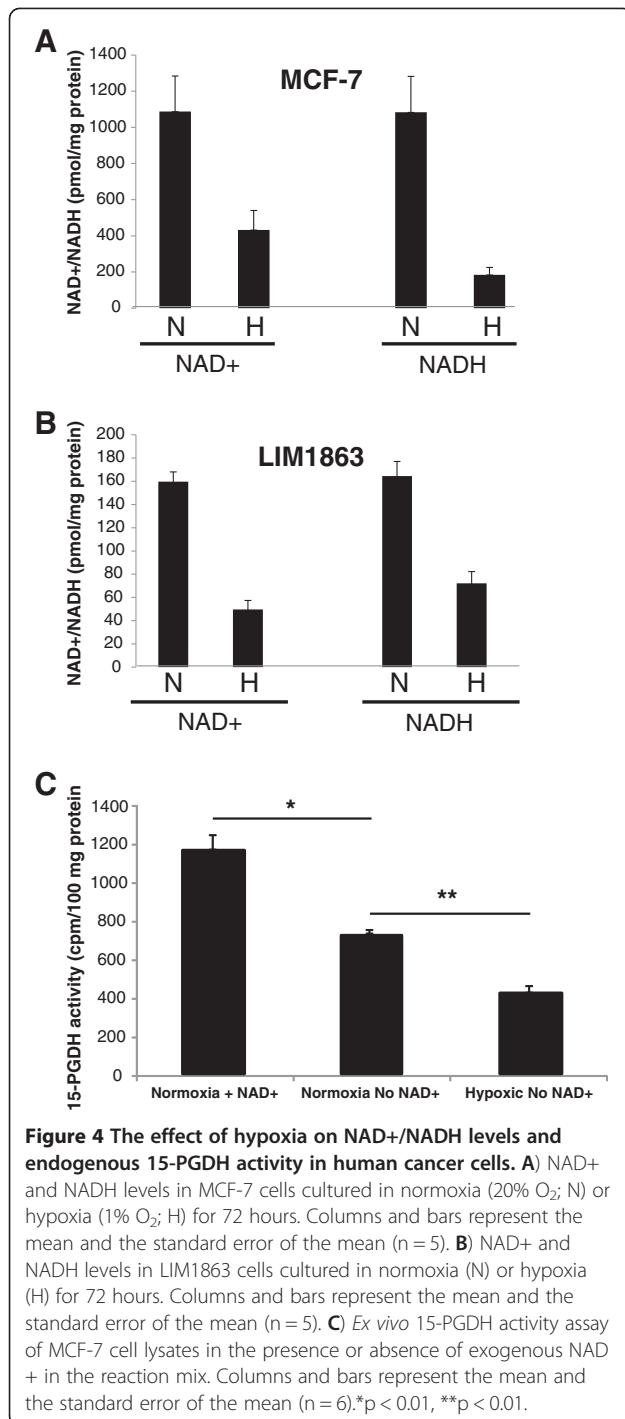 A
MCF-7
NAD+/NADH (pmol/mg protein)
1400
1200
1000
800
600
400
200
0
N H N H
NAD+ NADH
B
LIM1863
NAD+/NADH (pmol/mg protein)
200
180
160
140
120
100
80
60
40
20
0
N H N H
NAD+ NADH
C
15-PGDH activity (cpm/100 mg protein
1400
1200
1000
800
600
400
200
0
*
**
Normoxia + NAD+ Normoxia No NAD+ Hypoxic No NAD+
Figure 4 The effect of hypoxia on NAD+/NADH levels and
endogenous 15-PGDH activity in human cancer cells. A) NAD+
and NADH levels in MCF-7 cells cultured in normoxia (20% O₂; N) or
hypoxia (1% O₂; H) for 72 hours. Columns and bars represent the
mean and the standard error of the mean (n = 5). B) NAD+ and
NADH levels in LIM1863 cells cultured in normoxia (N) or hypoxia
(H) for 72 hours. Columns and bars represent the mean and the
standard error of the mean (n = 5). C) Ex vivo 15-PGDH activity assay
of MCF-7 cell lysates in the presence or absence of exogenous NAD
+ in the reaction mix. Columns and bars represent the mean and
the standard error of the mean (n = 6).*p < 0.01, **p < 0.01.